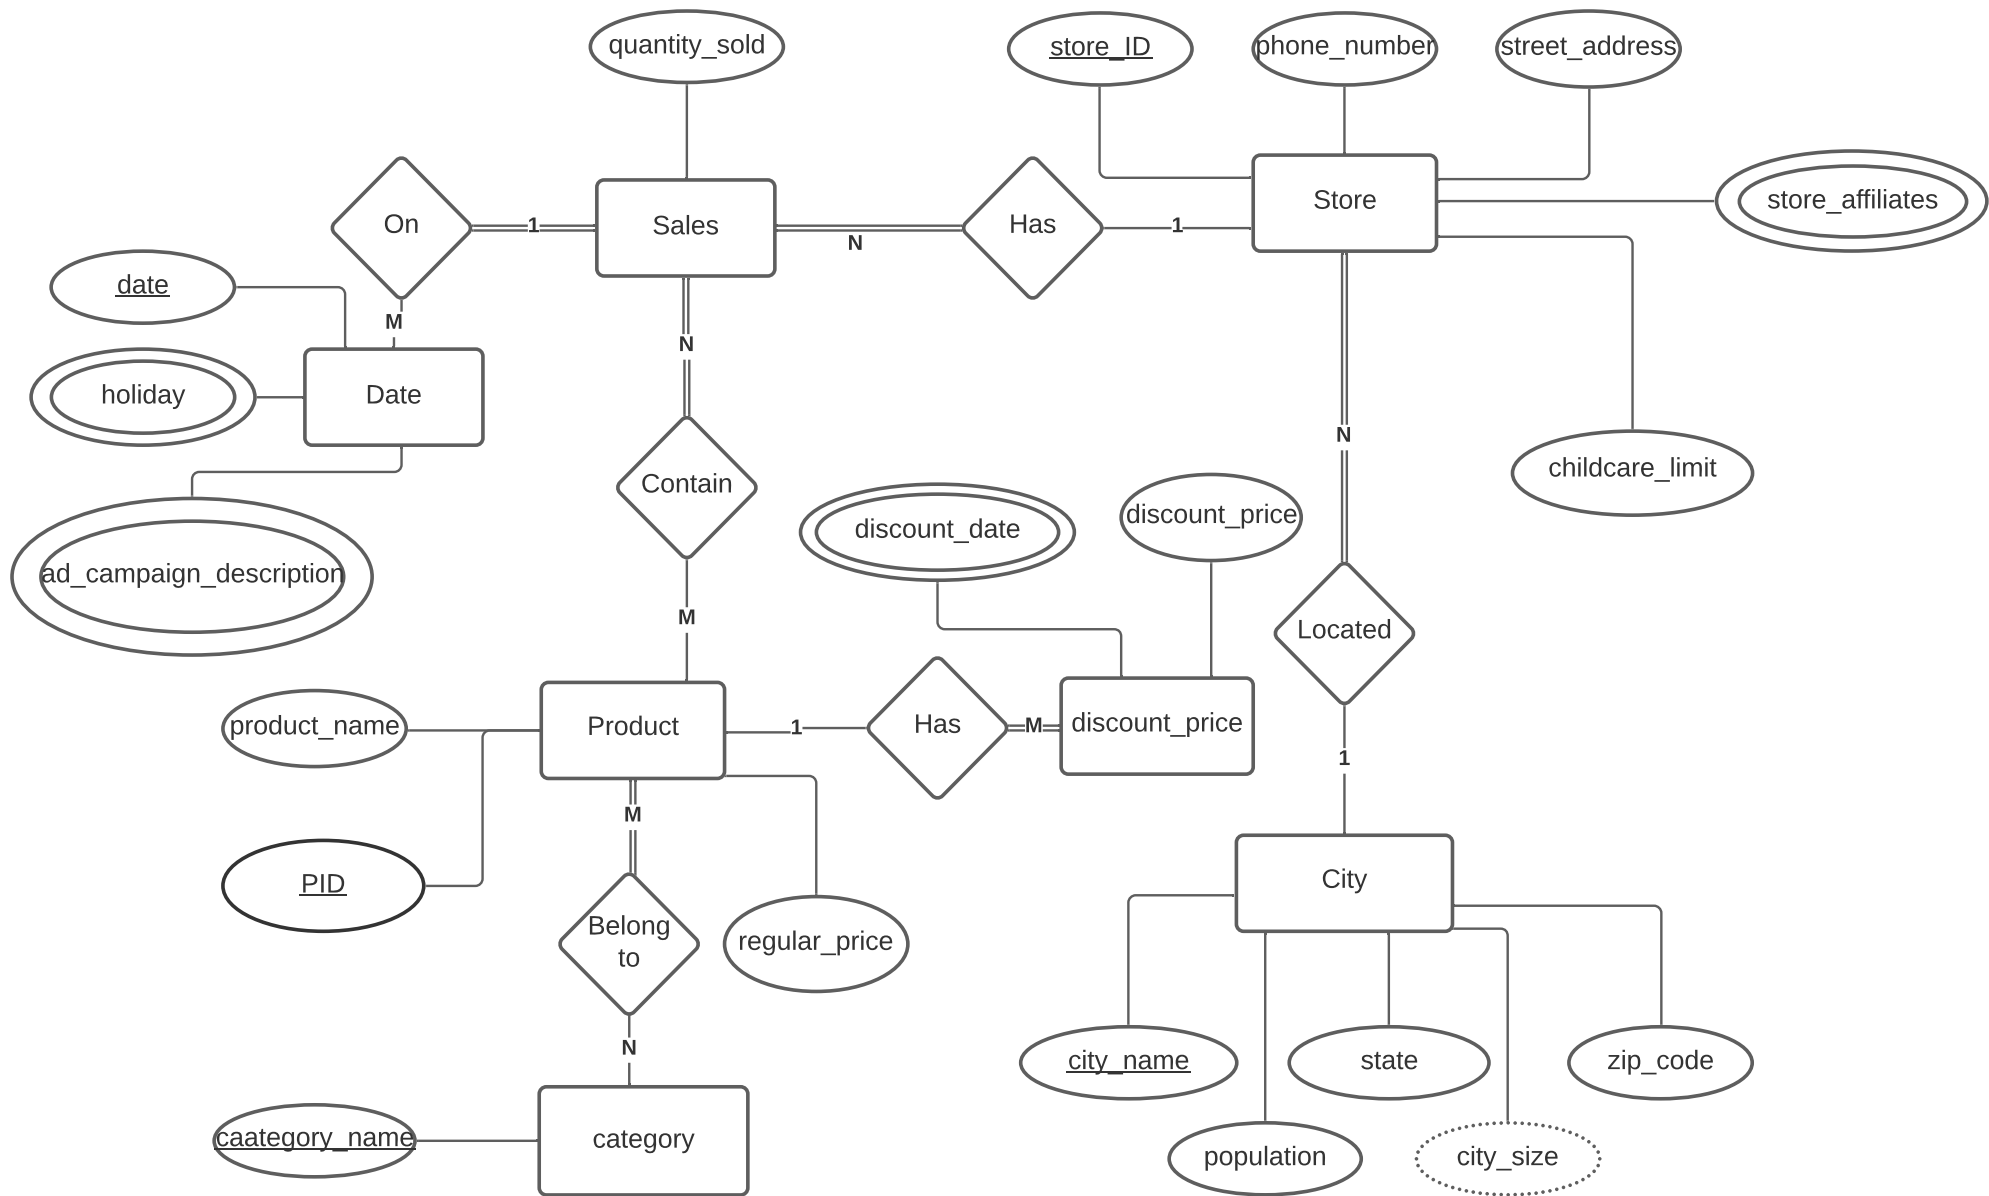 quantity_sold
store_ID
phone_number
street_address
On
1
Sales
N
Has
1
Store
store_affiliates
date
M
holiday
Date
N
N
ad_campaign_description
Contain
discount_date
discount_price
childcare_limit
M
Located
product_name
Product
1
Has
M
discount_price
1
M
PID
Belong
to
regular_price
City
N
city_name
state
zip_code
caategory_name
category
population
city_size